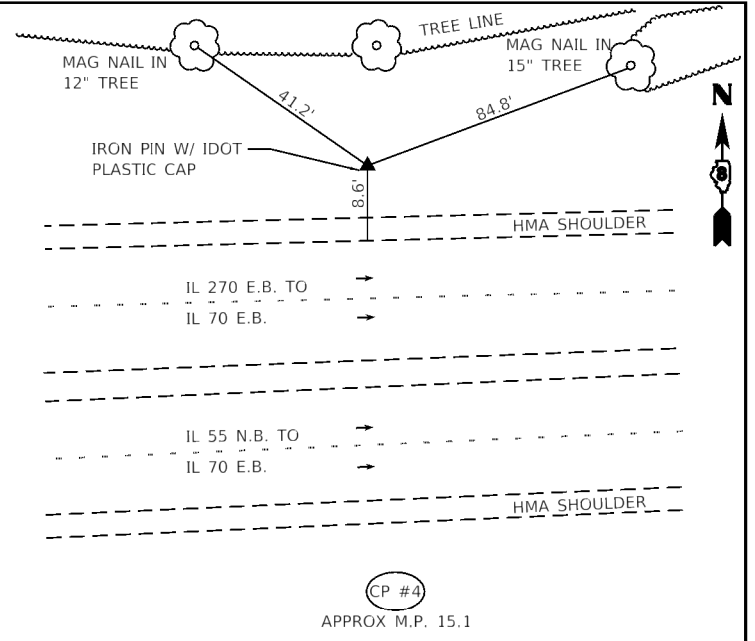 TREE LINE
MAG NAIL IN
12" TREE
MAG NAIL IN
15" TREE
41.2'
84.8'
N
IRON PIN W/ IDOT
PLASTIC CAP
8
8.6'
HMA SHOULDER
IL 270 E.B. TO
IL 70 E.B.
IL 55 N.B. TO
IL 70 E.B.
HMA SHOULDER
CP #4
APPROX M.P. 15.1